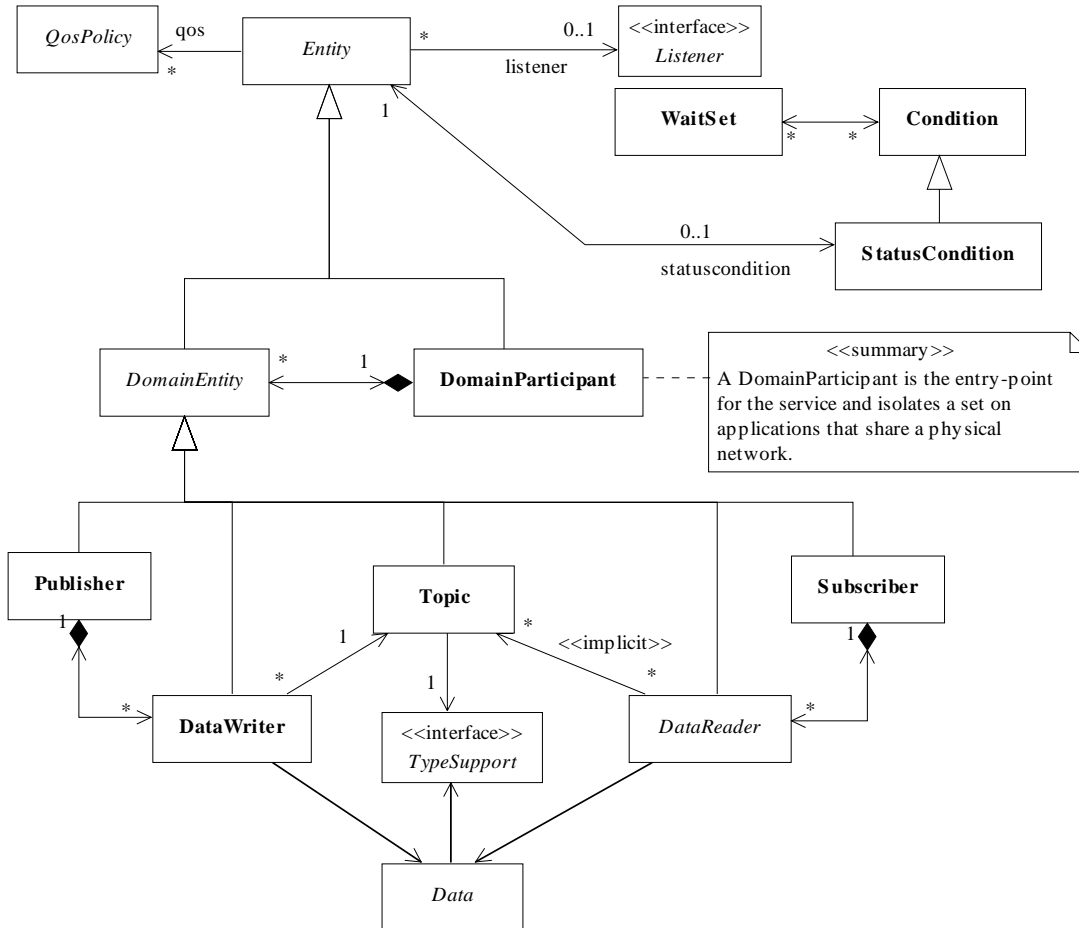 QosPolicy
qos
*
Entity
*
0..1
listener
<<interface>>
Listener
1
WaitSet
*
*
Condition
0..1
statuscondition
StatusCondition
DomainEntity
*
1
DomainParticipant
<<summary>>
A DomainParticipant is the entry-point
for the service and isolates a set on
applications that share a physical
network.
Publisher
1
*
Topic
*
<<implicit>>
*
1
*
Subscriber
1
*
DataWriter
1
<<interface>>
TypeSupport
DataReader
Data